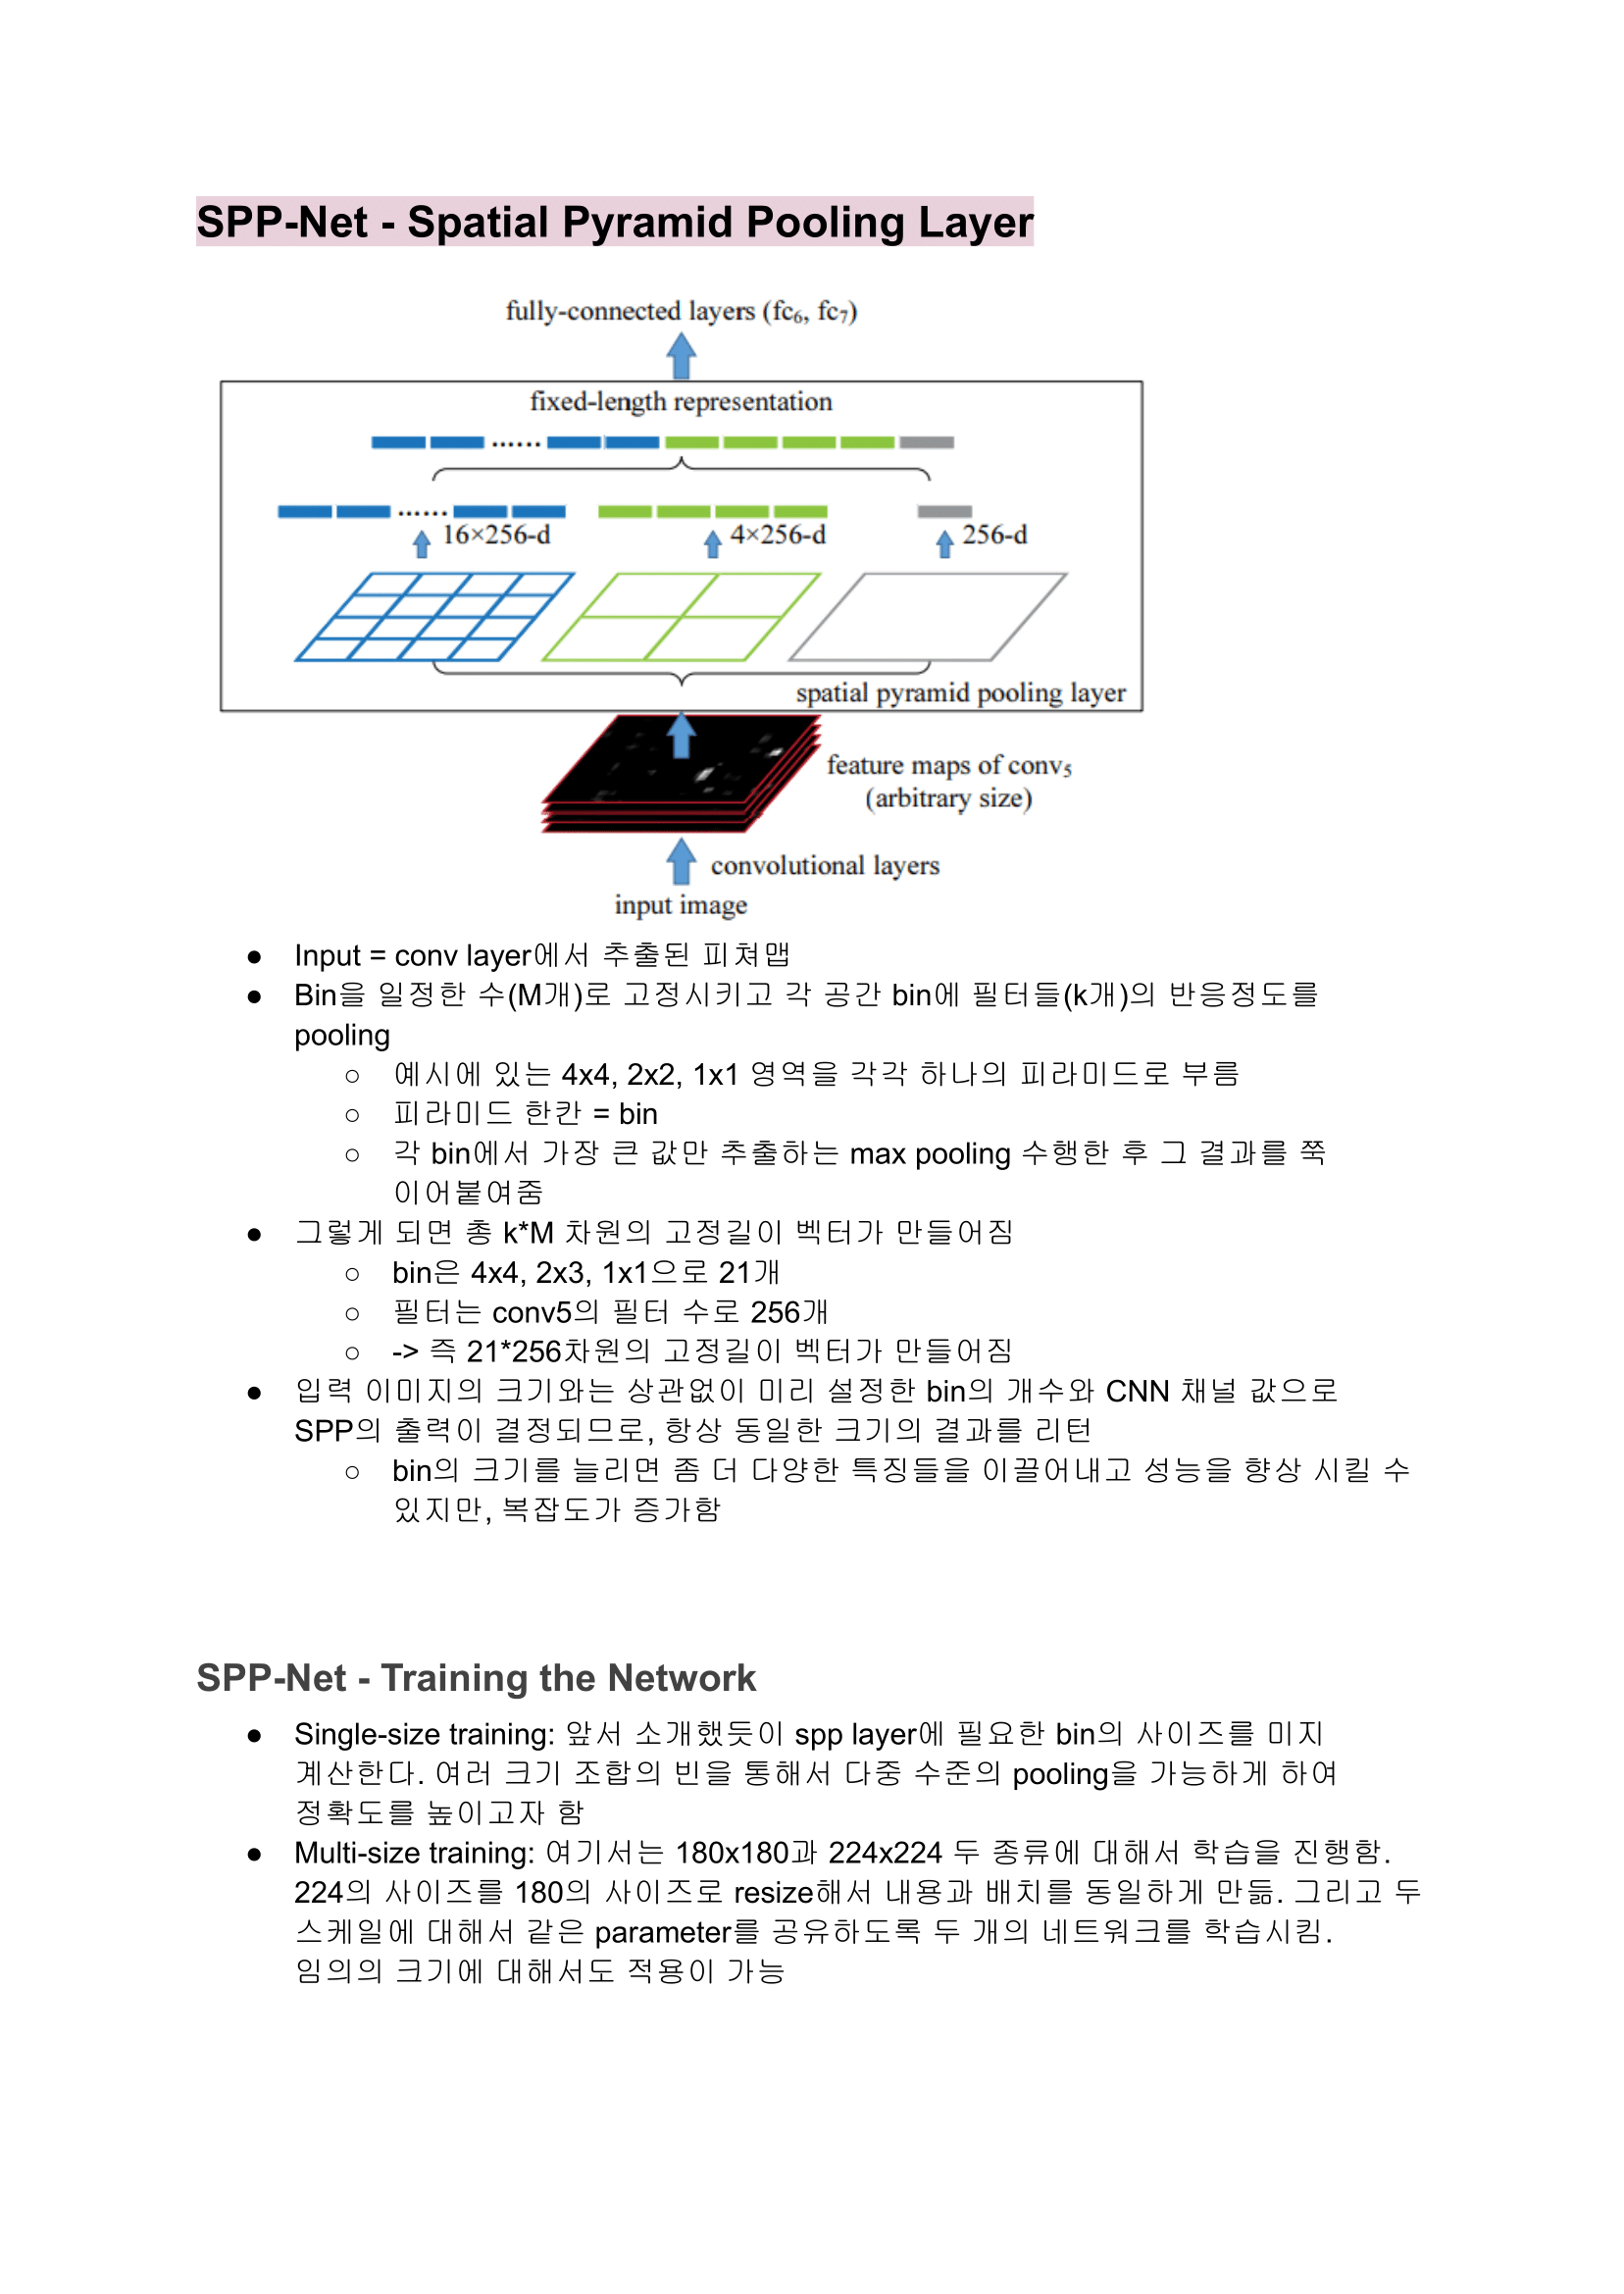 SPP-Net - Spatial Pyramid Pooling Layer
fully-connected layers (fc₆, fc₇)
fixed-length representation
16×256-d
4×256-d
256-d
spatial pyramid pooling layer
feature maps of conv₅
(arbitrary size)
convolutional layers
input image
● Input = conv layer에서 추출된 피쳐맵
● Bin을 일정한 수(M개)로 고정시키고 각 공간 bin에 필터들(k개)의 반응정도를
pooling
○ 예시에 있는 4x4, 2x2, 1x1 영역을 각각 하나의 피라미드로 부름
○ 피라미드 한칸 = bin
○ 각 bin에서 가장 큰 값만 추출하는 max pooling 수행한 후 그 결과를 쭉
이어붙여줌
● 그렇게 되면 총 k*M 차원의 고정길이 벡터가 만들어짐
○ bin은 4x4, 2x3, 1x1으로 21개
○ 필터는 conv5의 필터 수로 256개
○ -> 즉 21*256차원의 고정길이 벡터가 만들어짐
● 입력 이미지의 크기와는 상관없이 미리 설정한 bin의 개수와 CNN 채널 값으로
SPP의 출력이 결정되므로, 항상 동일한 크기의 결과를 리턴
○ bin의 크기를 늘리면 좀 더 다양한 특징들을 이끌어내고 성능을 향상 시킬 수
있지만, 복잡도가 증가함
SPP-Net - Training the Network
● Single-size training: 앞서 소개했듯이 spp layer에 필요한 bin의 사이즈를 미지
계산한다. 여러 크기 조합의 빈을 통해서 다중 수준의 pooling을 가능하게 하여
정확도를 높이고자 함
● Multi-size training: 여기서는 180x180과 224x224 두 종류에 대해서 학습을 진행함.
224의 사이즈를 180의 사이즈로 resize해서 내용과 배치를 동일하게 만듦. 그리고 두
스케일에 대해서 같은 parameter를 공유하도록 두 개의 네트워크를 학습시킴.
임의의 크기에 대해서도 적용이 가능